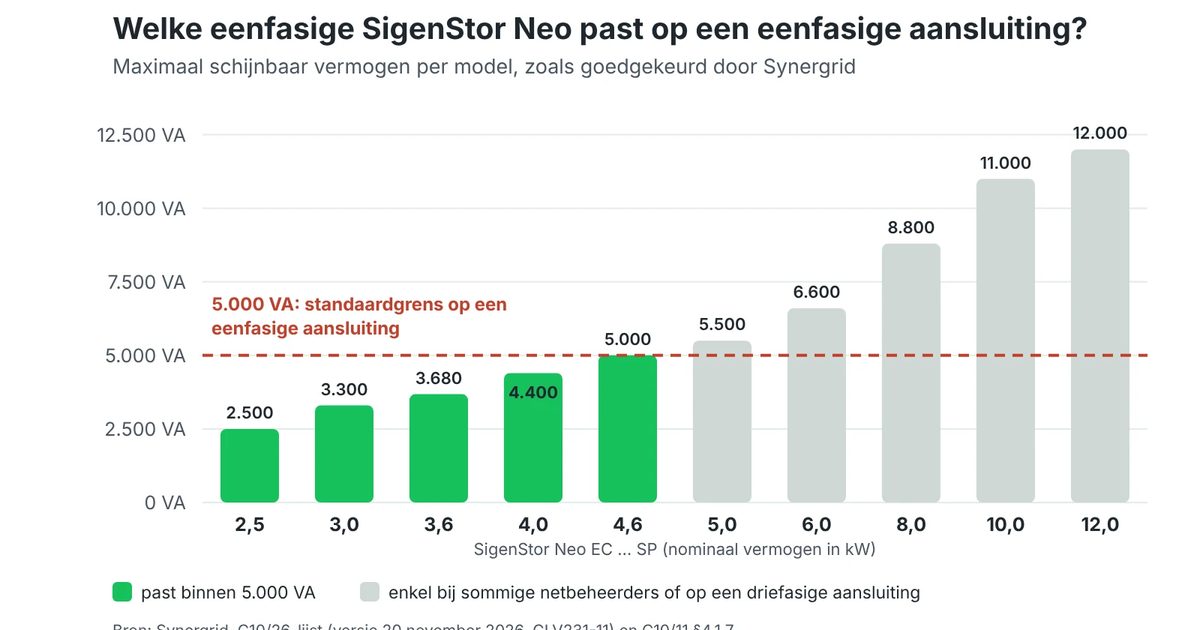 Welke eenfasige SigenStor Neo past op een eenfasige aansluiting?
Maximaal schijnbaar vermogen per model, zoals goedgekeurd door Synergrid
12.500 VA
10.000 VA
7.500 VA
5.000 VA
2.500 VA
0 VA
5.000 VA: standaardgrens op een
eenfasige aansluiting
2.500
3.300
3.680
4.400
5.000
5.500
6.600
8.800
11.000
12.000
2,5 3,0 3,6 4,0 4,6 5,0 6,0 8,0 10,0 12,0
SigenStor Neo EC ... SP (nominaal vermogen in kW)
past binnen 5.000 VA enkel bij sommige netbeheerders of op een driefasige aansluiting